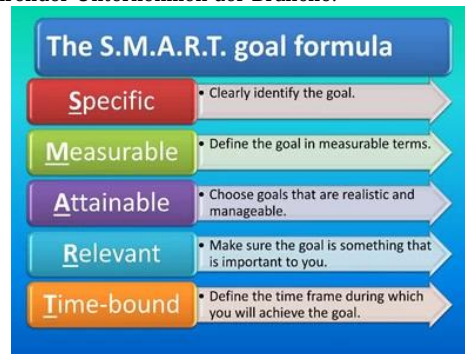 The S.M.A.R.T. goal formula
Specific
• Clearly identify the goal.
Measurable
• Define the goal in measurable terms.
Attainable
• Choose goals that are realistic and
manageable.
Relevant
• Make sure the goal is something that
is important to you.
Time-bound
• Define the time frame during which
you will achieve the goal.